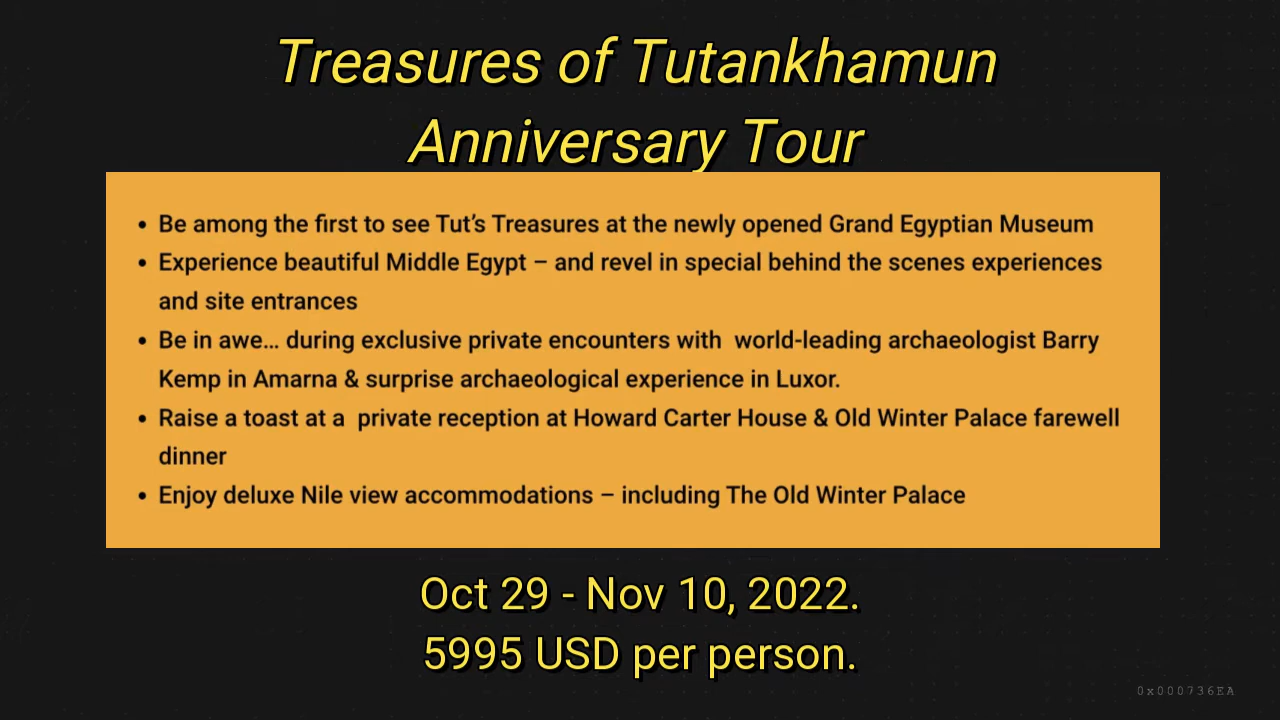 Treasures of Tutankhamun
Anniversary Tour
• Be among the first to see Tut’s Treasures at the newly opened Grand Egyptian Museum
• Experience beautiful Middle Egypt – and revel in special behind the scenes experiences
and site entrances
• Be in awe… during exclusive private encounters with  world-leading archaeologist Barry
Kemp in Amarna & surprise archaeological experience in Luxor.
• Raise a toast at a  private reception at Howard Carter House & Old Winter Palace farewell
dinner
• Enjoy deluxe Nile view accommodations – including The Old Winter Palace
Oct 29 - Nov 10, 2022.
5995 USD per person.
0x000736EA